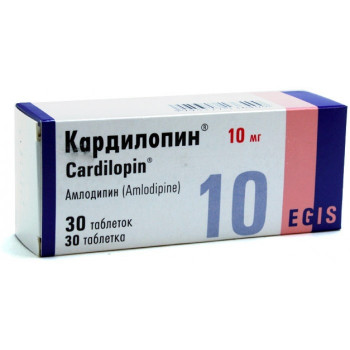 Кардилопин® 10 мг
Cardilopin®
Амлодипин (Amlodipine)
30 таблеток
30 таблетка
10
EGIS